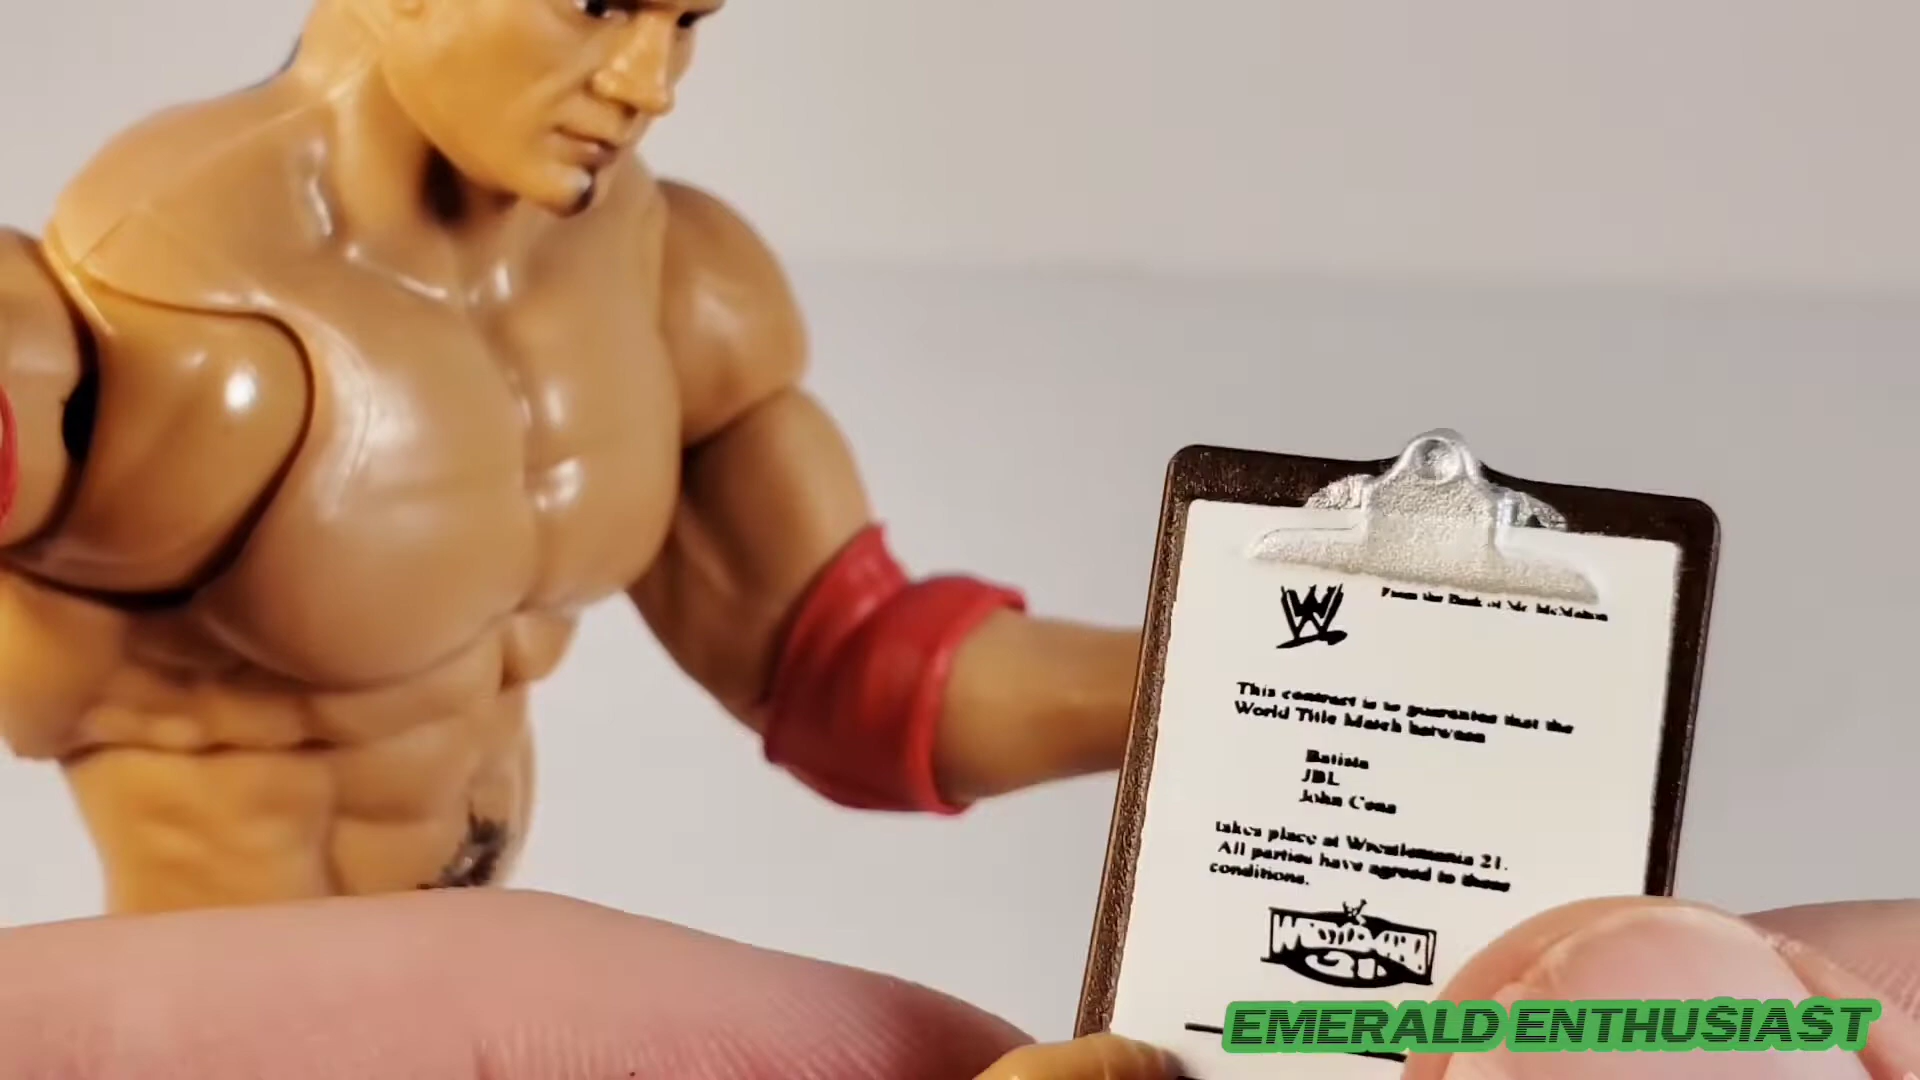 W
From the Desk of Mr. McMahon
This contract is to guarantee that the
World Title Match between
Batista
JBL
John Cena
takes place at Wrestlemania 21.
All parties have agreed to these
conditions.
21
EMERALD ENTHUSIAST